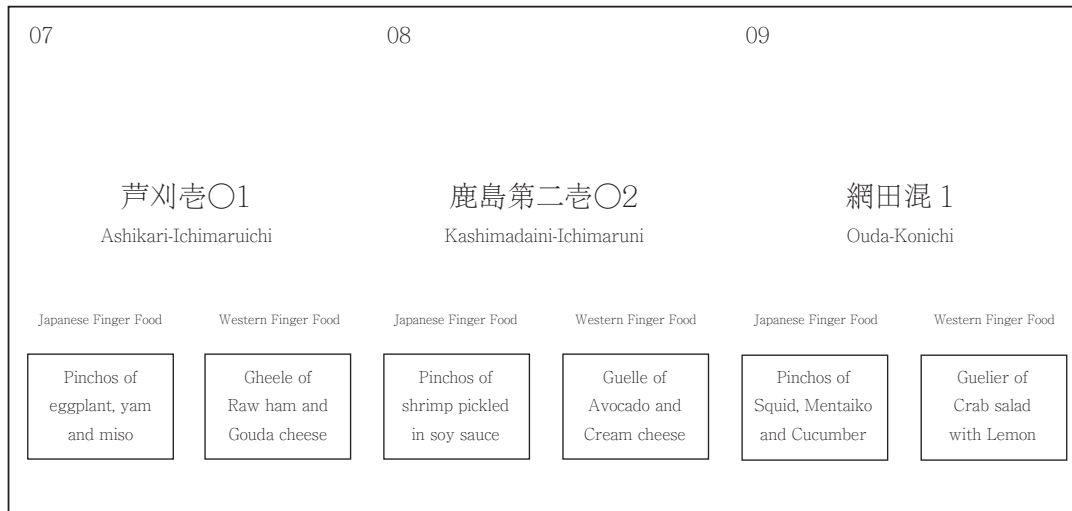 07
芦刈壱〇1
Ashikari-Ichimaruichi
Japanese Finger Food
Pinchos of
eggplant, yam
and miso
Western Finger Food
Gheele of
Raw ham and
Gouda cheese
08
鹿島第二壱〇2
Kashimadaini-Ichimaruni
Japanese Finger Food
Pinchos of
shrimp pickled
in soy sauce
Western Finger Food
Guelle of
Avocado and
Cream cheese
09
網田混 1
Ouda-Konichi
Japanese Finger Food
Pinchos of
Squid, Mentaiko
and Cucumber
Western Finger Food
Guelier of
Crab salad
with Lemon